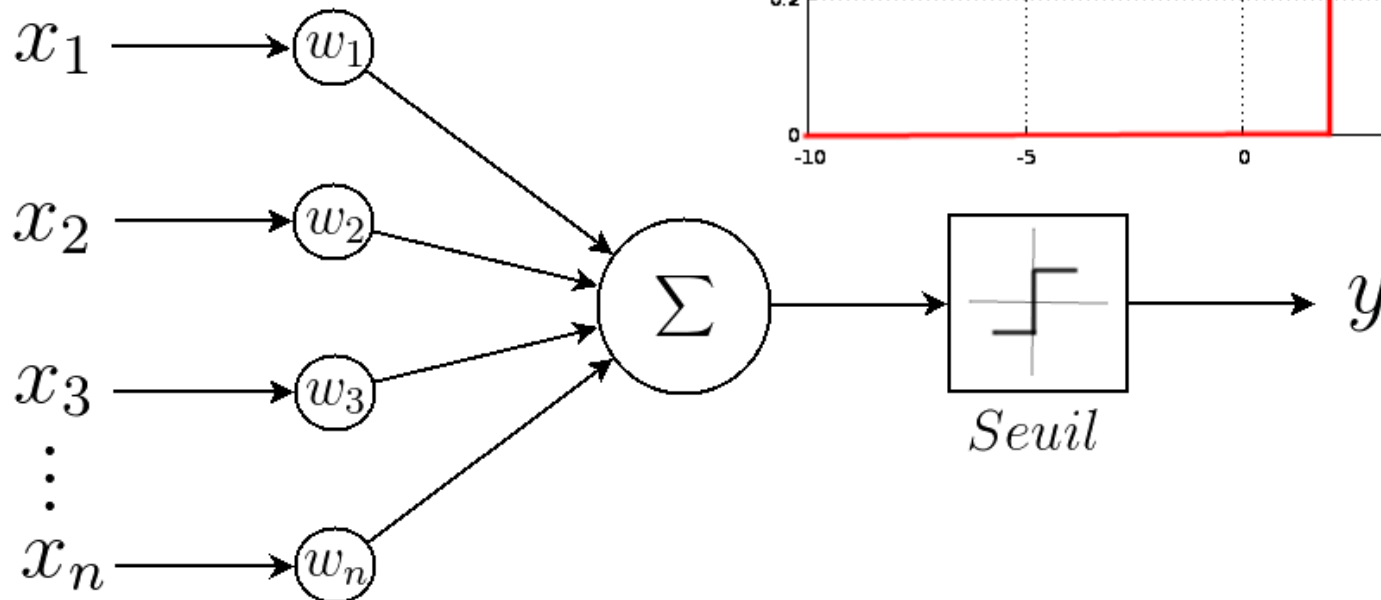 0.2
0
-10 -5 0
x₁ w₁
x₂ w₂
Σ
y
x₃ w₃
Seuil
⋮
xₙ wₙ